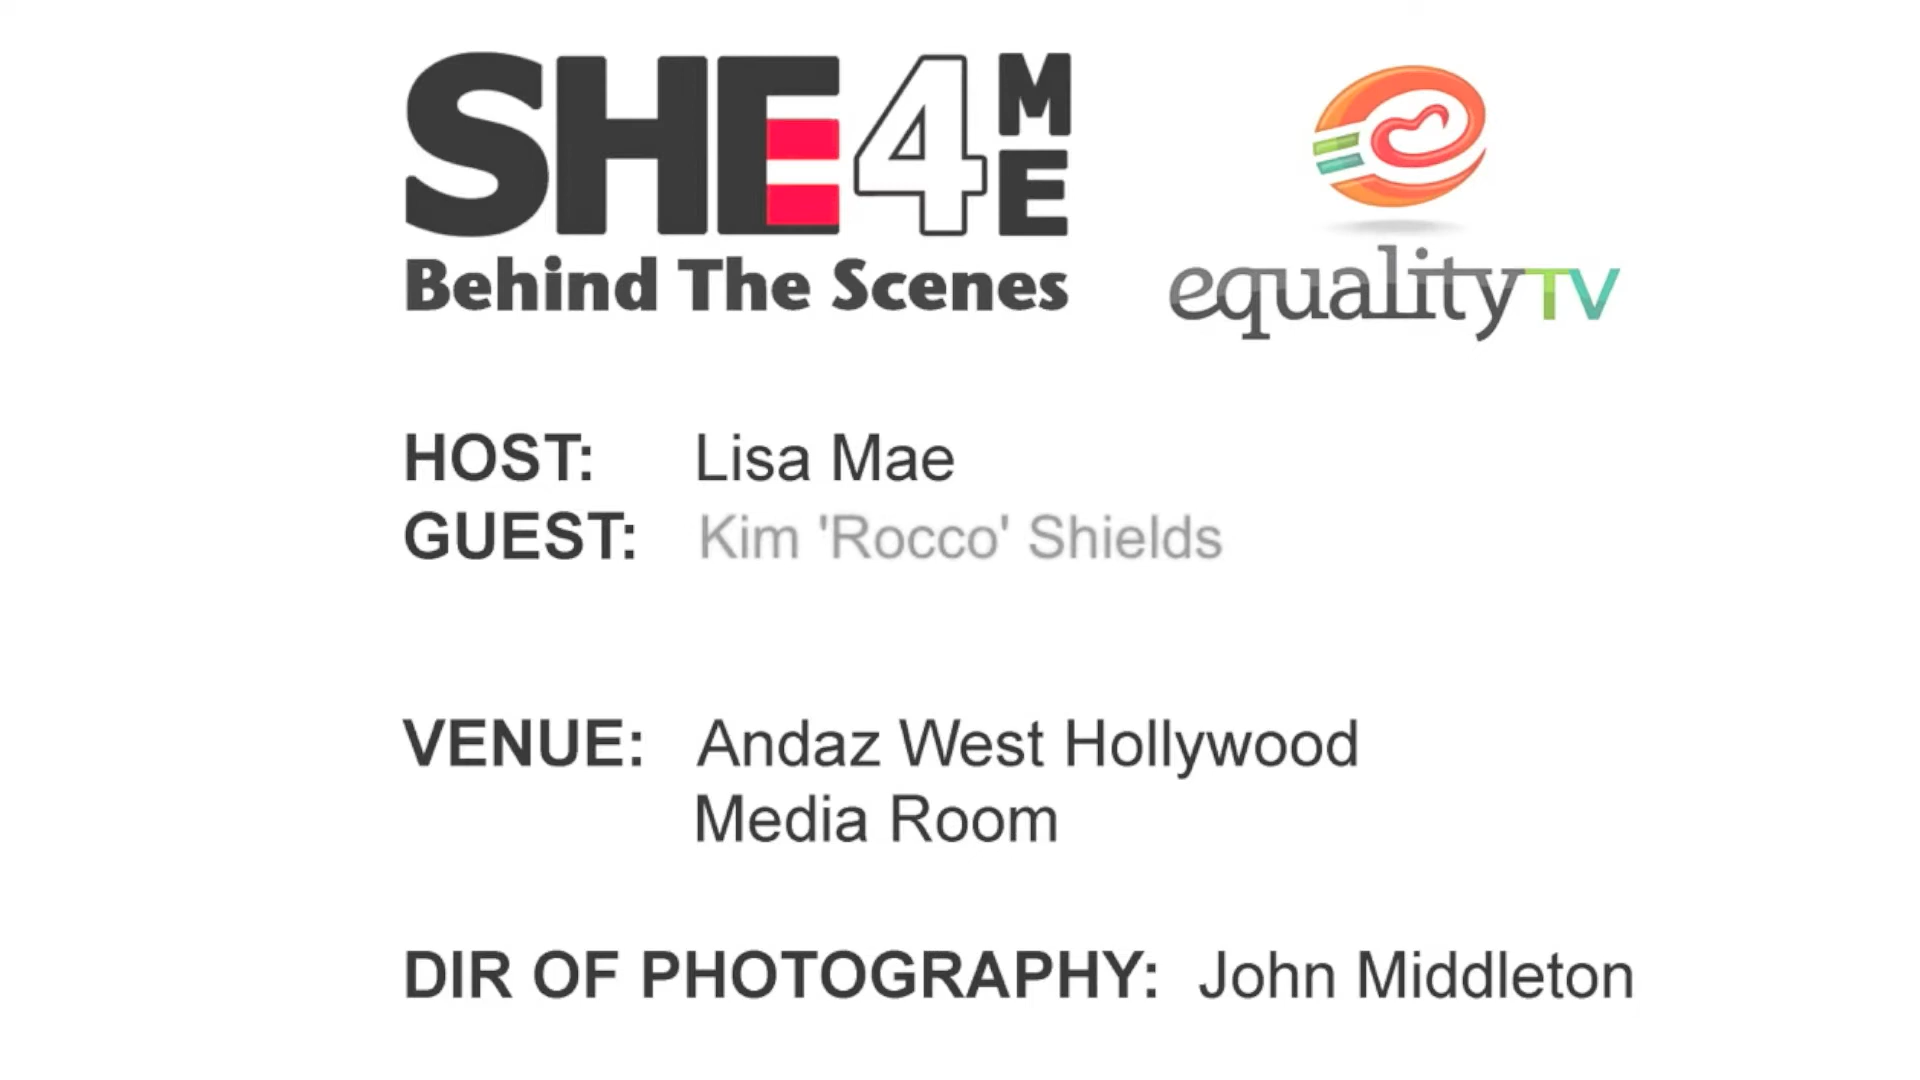 SHE4ME
Behind The Scenes
equalityTV
HOST: Lisa Mae
GUEST: Kim 'Rocco' Shields
VENUE: Andaz West Hollywood
Media Room
DIR OF PHOTOGRAPHY: John Middleton